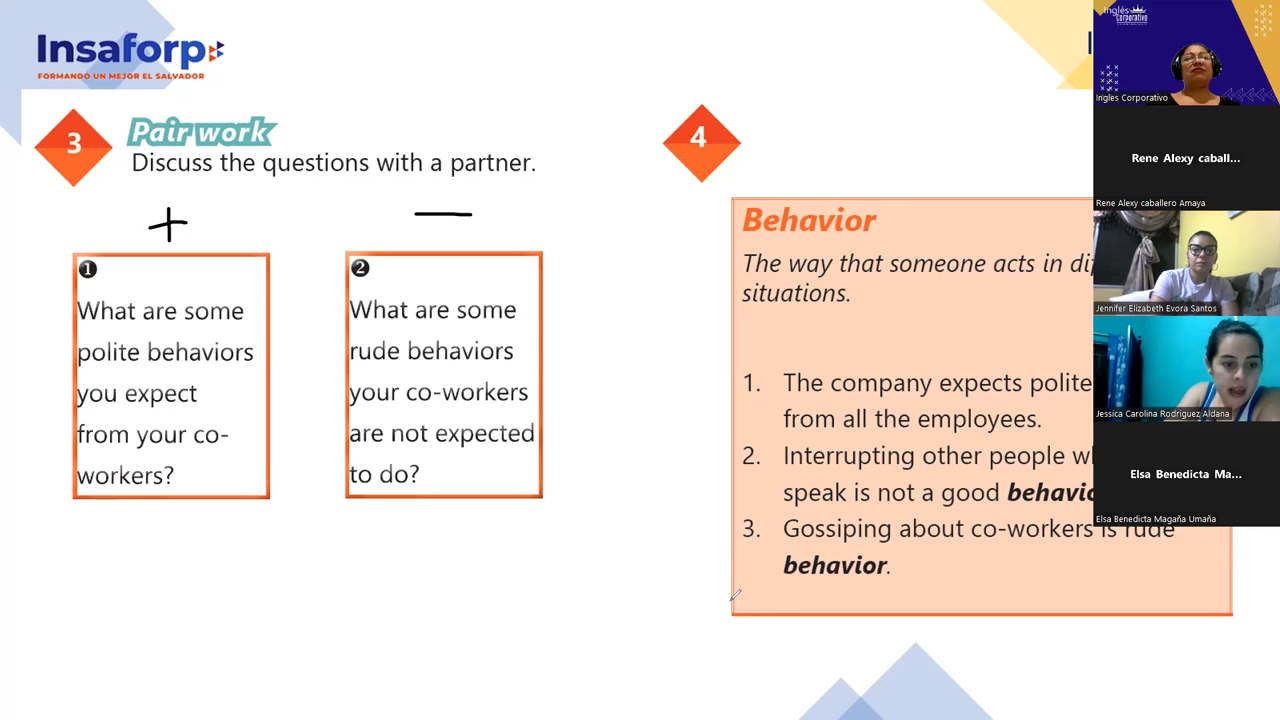 Insaforp
FORMANDO UN MEJOR EL SALVADOR
3
Pair work
Discuss the questions with a partner.
+
—
1
What are some
polite behaviors
you expect
from your co-
workers?
2
What are some
rude behaviors
your co-workers
are not expected
to do?
4
Behavior
The way that someone acts in
situations.
1. The company expects polite
from all the employees.
2. Interrupting other people
speak is not a good
3. Gossiping about co-workers is rude
behavior.
Inglés
Corporativo
Ingles Corporativo
Rene Alexy caball...
Rene Alexy caballero Amaya
Jennifer Elizabeth Evora Santos
Jessica Carolina Rodriguez Aldana
Elsa Benedicta Ma...
Elsa Benedicta Magaña Umaña